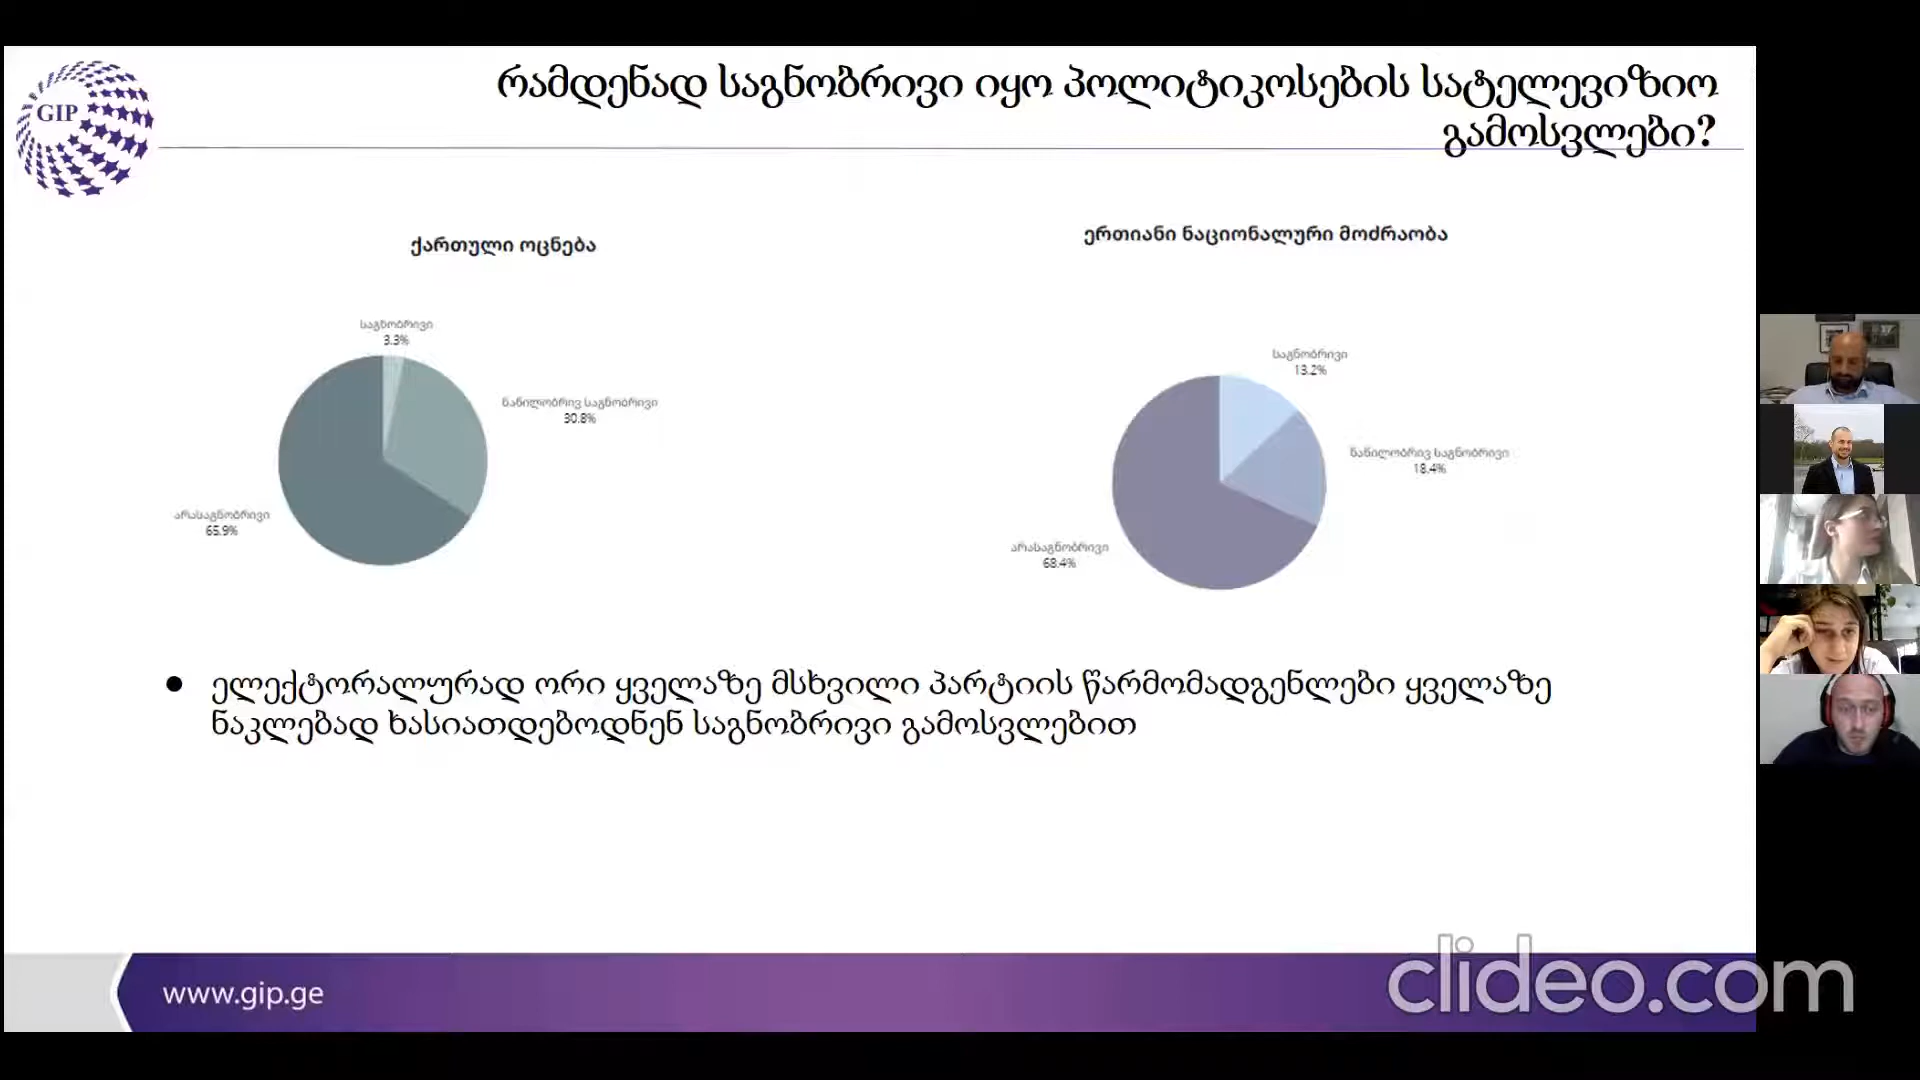 GIP
რამდენად საგნობრივი იყო პოლიტიკოსების სატელევიზიო
გამოსვლები?
ქართული ოცნება
საგნობრივი
3.3%
ნაწილობრივ საგნობრივი
30.8%
არასაგნობრივი
65.9%
ერთიანი ნაციონალური მოძრაობა
საგნობრივი
13.2%
ნაწილობრივ საგნობრივი
18.4%
არასაგნობრივი
68.4%
● ელექტორალურად ორი ყველაზე მსხვილი პარტიის წარმომადგენლები ყველაზე
ნაკლებად ხასიათდებოდნენ საგნობრივი გამოსვლებით
www.gip.ge
clideo.com